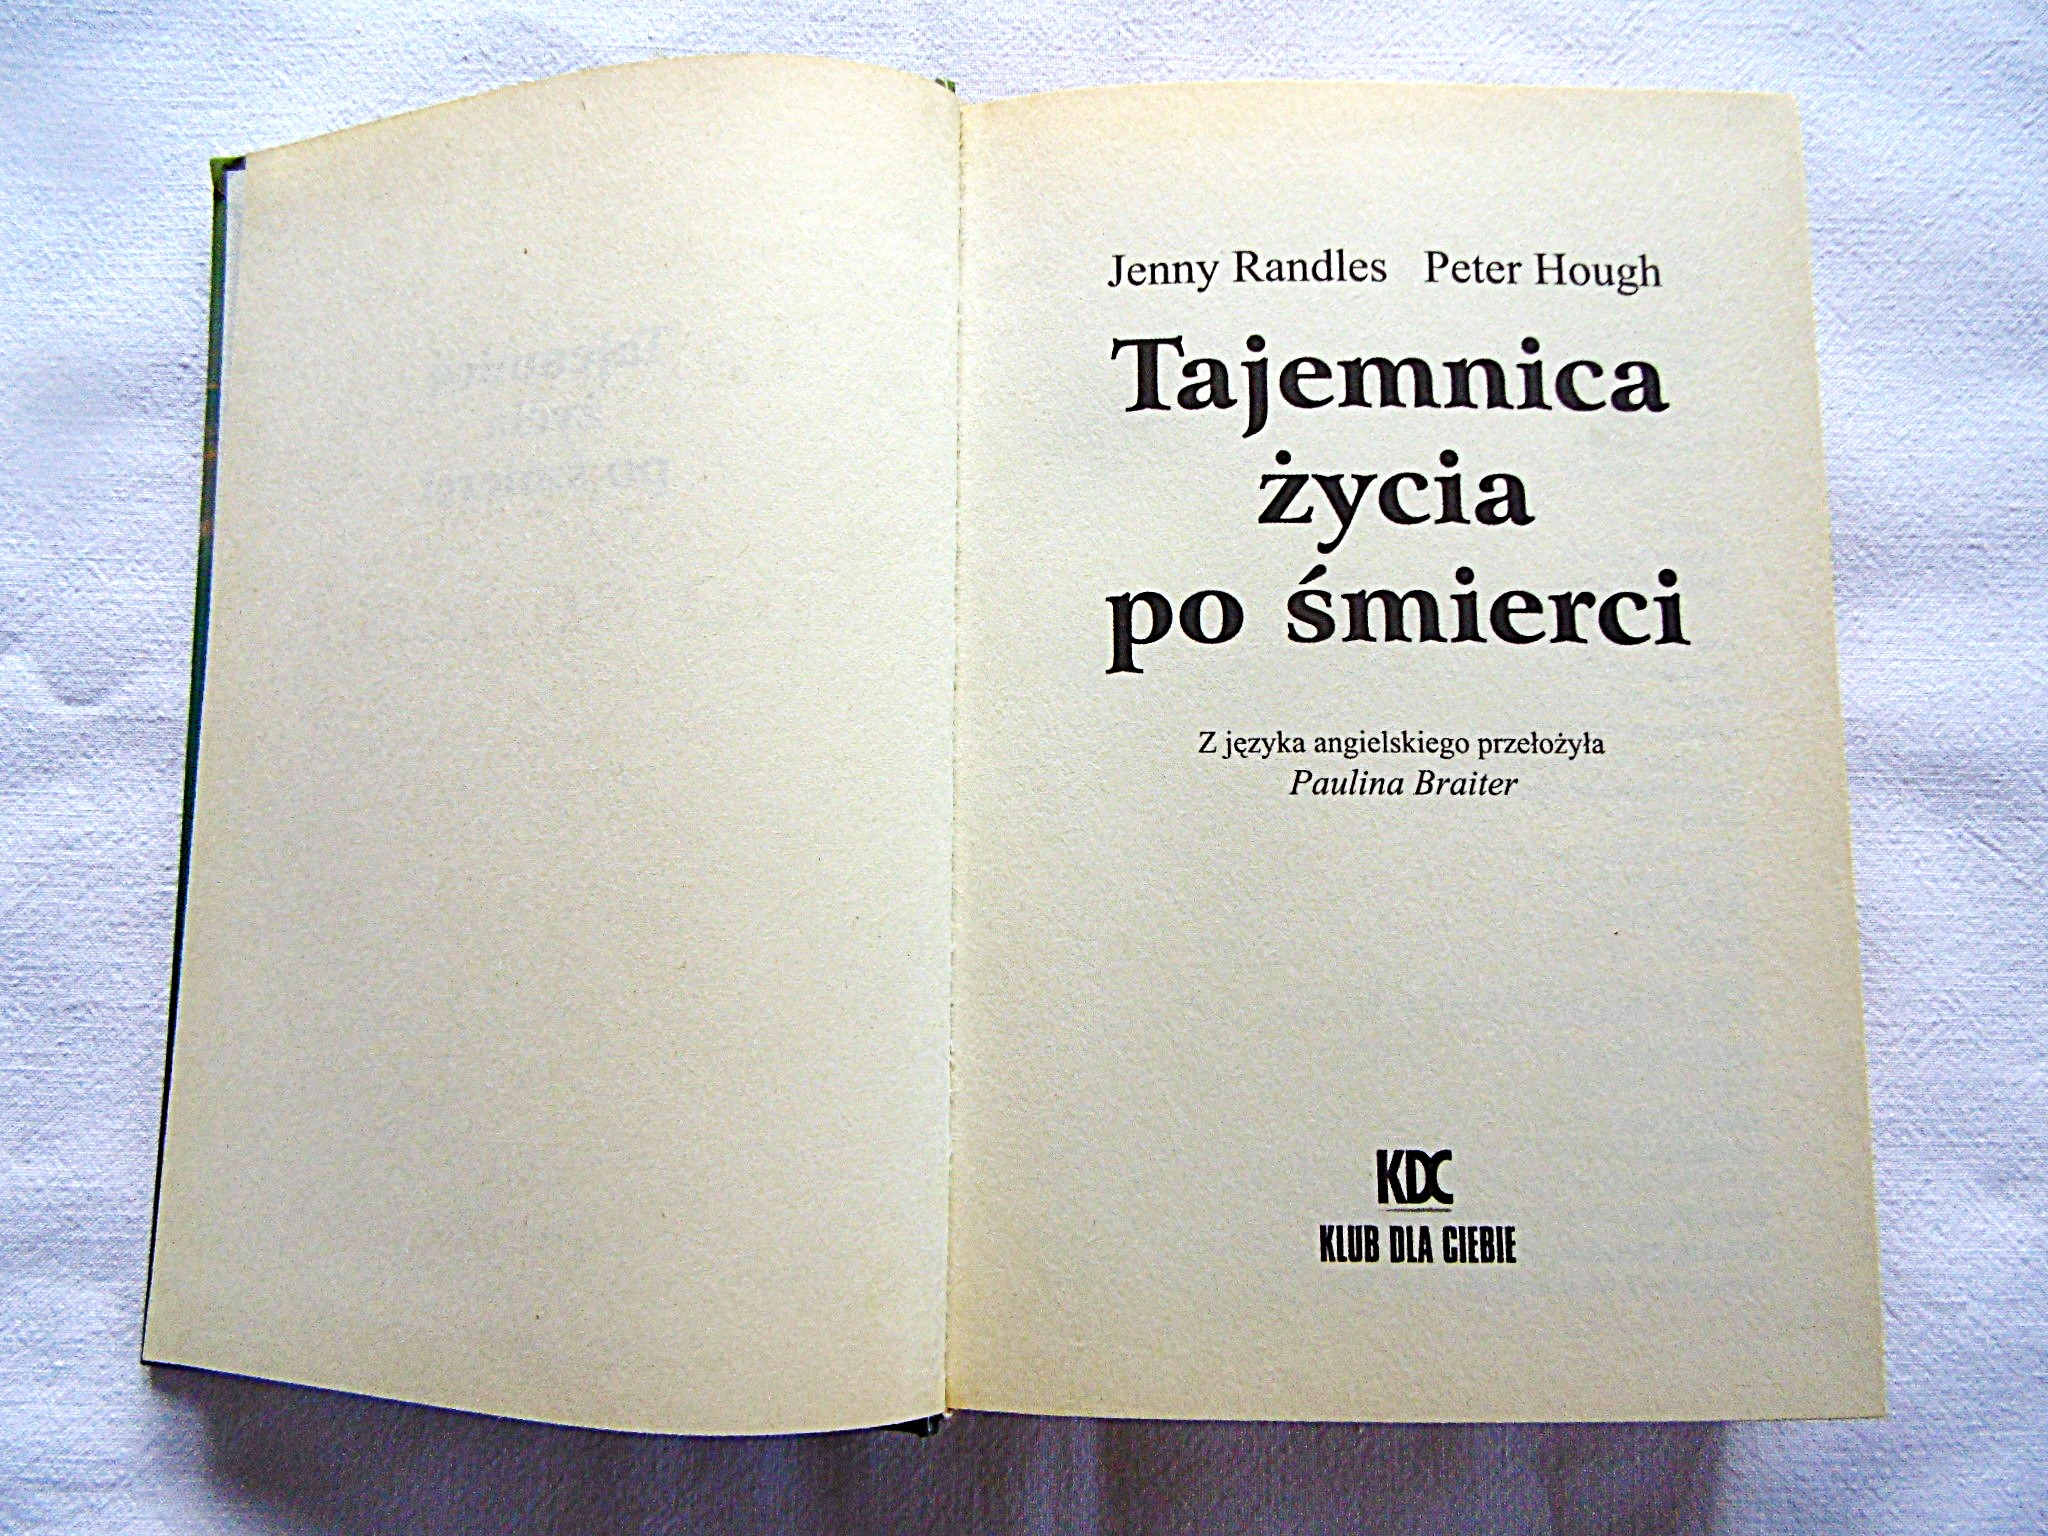 Jenny Randles Peter Hough
Tajemnica
życia
po śmierci
Z języka angielskiego przełożyła
Paulina Braiter
KDC
KLUB DLA CIEBIE